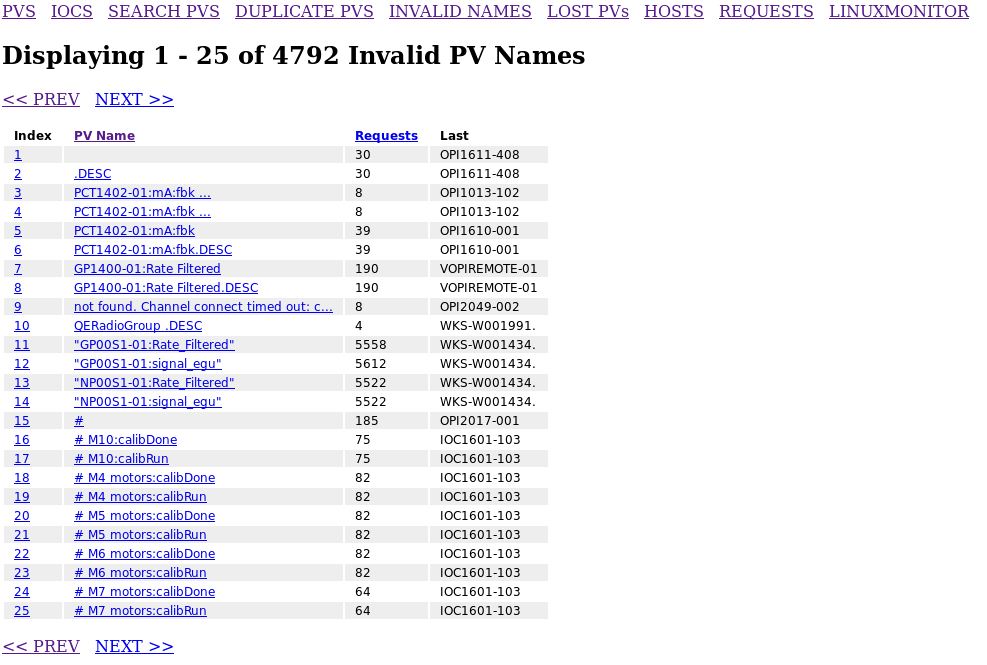 PVS IOCS SEARCH PVS DUPLICATE PVS INVALID NAMES LOST PVs HOSTS REQUESTS LINUXMONITOR
Displaying 1 - 25 of 4792 Invalid PV Names
<< PREV NEXT >>
Index PV Name Requests Last
1 30 OPI1611-408
2 .DESC 30 OPI1611-408
3 PCT1402-01:mA:fbk ... 8 OPI1013-102
4 PCT1402-01:mA:fbk ... 8 OPI1013-102
5 PCT1402-01:mA:fbk 39 OPI1610-001
6 PCT1402-01:mA:fbk.DESC 39 OPI1610-001
7 GP1400-01:Rate Filtered 190 VOPIREMOTE-01
8 GP1400-01:Rate Filtered.DESC 190 VOPIREMOTE-01
9 not found. Channel connect timed out: c... 8 OPI2049-002
10 QERadioGroup .DESC 4 WKS-W001991.
11 "GP00S1-01:Rate_Filtered" 5558 WKS-W001434.
12 "GP00S1-01:signal_egu" 5612 WKS-W001434.
13 "NP00S1-01:Rate_Filtered" 5522 WKS-W001434.
14 "NP00S1-01:signal_egu" 5522 WKS-W001434.
15 # 185 OPI2017-001
16 # M10:calibDone 75 IOC1601-103
17 # M10:calibRun 75 IOC1601-103
18 # M4 motors:calibDone 82 IOC1601-103
19 # M4 motors:calibRun 82 IOC1601-103
20 # M5 motors:calibDone 82 IOC1601-103
21 # M5 motors:calibRun 82 IOC1601-103
22 # M6 motors:calibDone 82 IOC1601-103
23 # M6 motors:calibRun 82 IOC1601-103
24 # M7 motors:calibDone 64 IOC1601-103
25 # M7 motors:calibRun 64 IOC1601-103
<< PREV NEXT >>